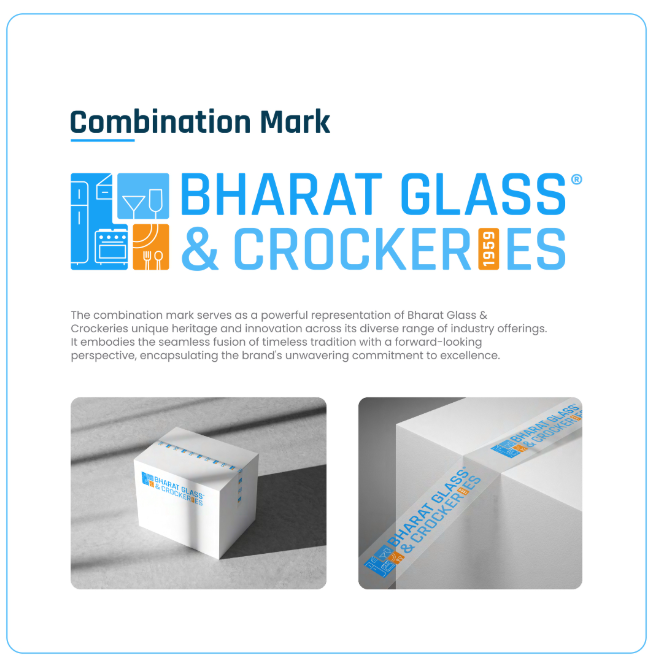 Combination Mark
BHARAT GLASS®
& CROCKERIES
1959
The combination mark serves as a powerful representation of Bharat Glass &
Crockeries unique heritage and innovation across its diverse range of industry offerings.
It embodies the seamless fusion of timeless tradition with a forward-looking
perspective, encapsulating the brand's unwavering commitment to excellence.
BHARAT GLASS
& CROCKERIES
BHARAT GLASS
& CROCKERIES
BHARAT GLASS
& CROCKERIES